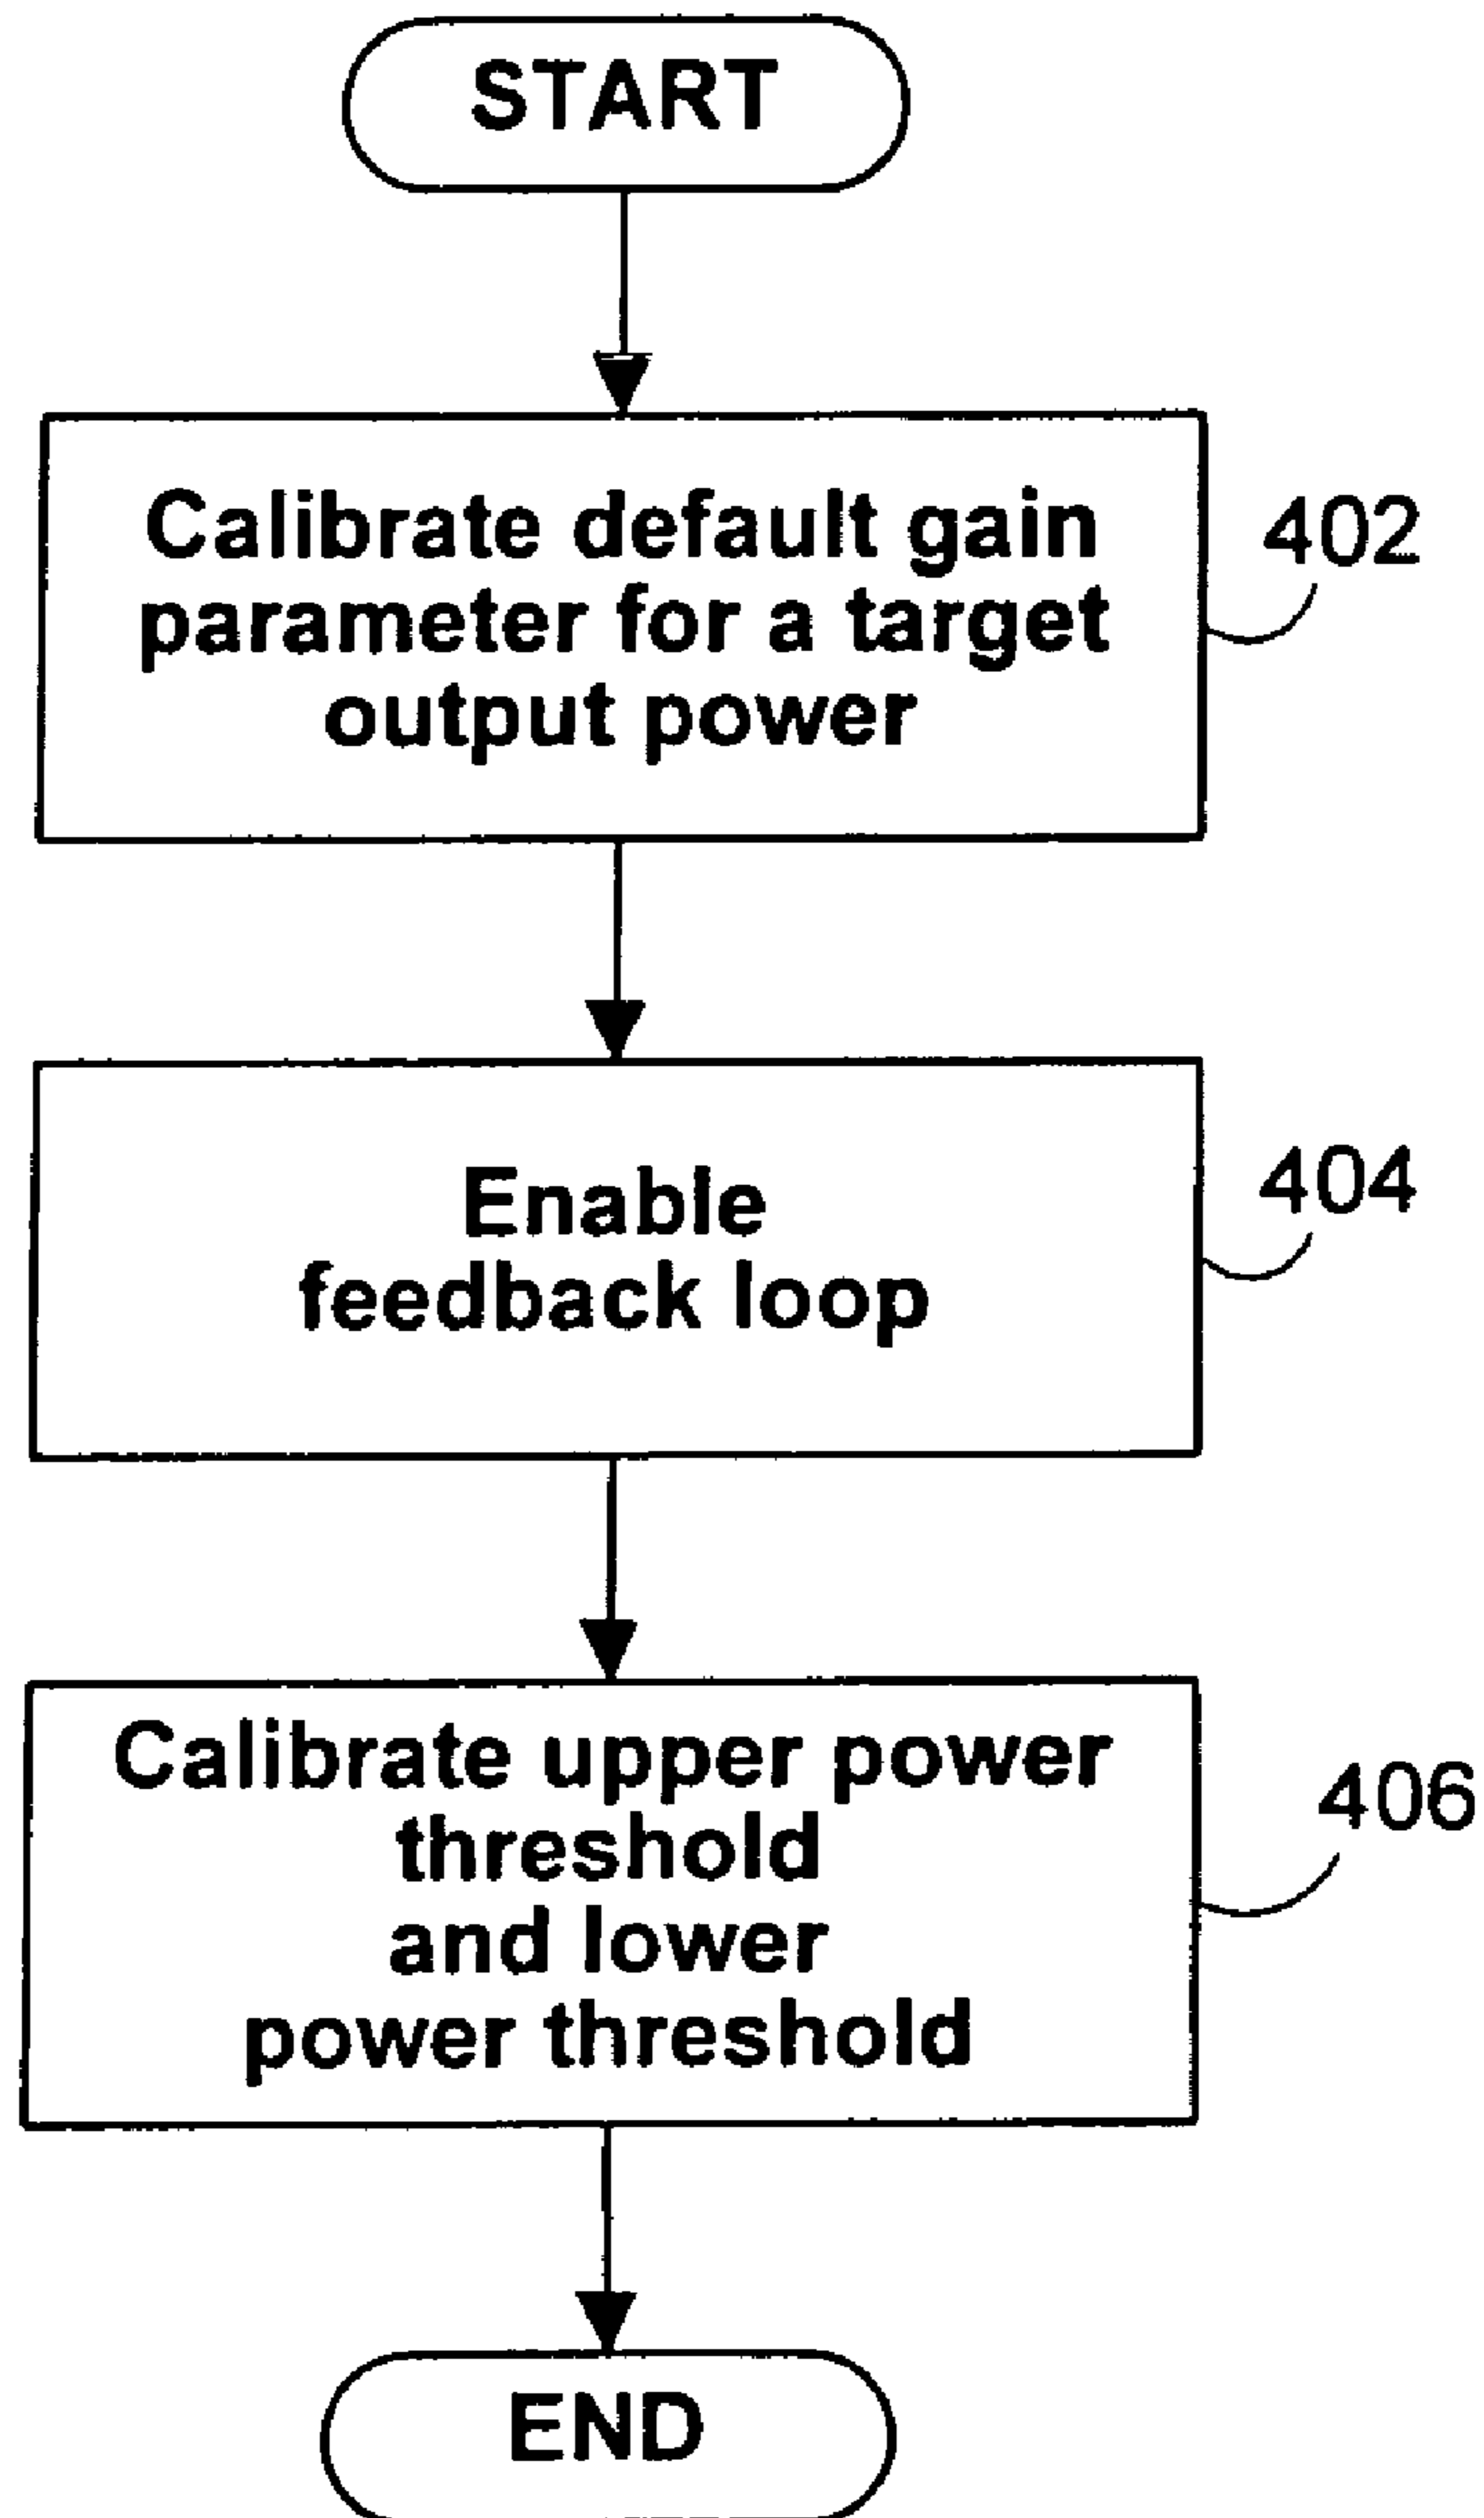 START
Calibrate default gain
parameter for a target
output power
402
Enable
feedback loop
404
Calibrate upper power
threshold
and lower
power threshold
406
END